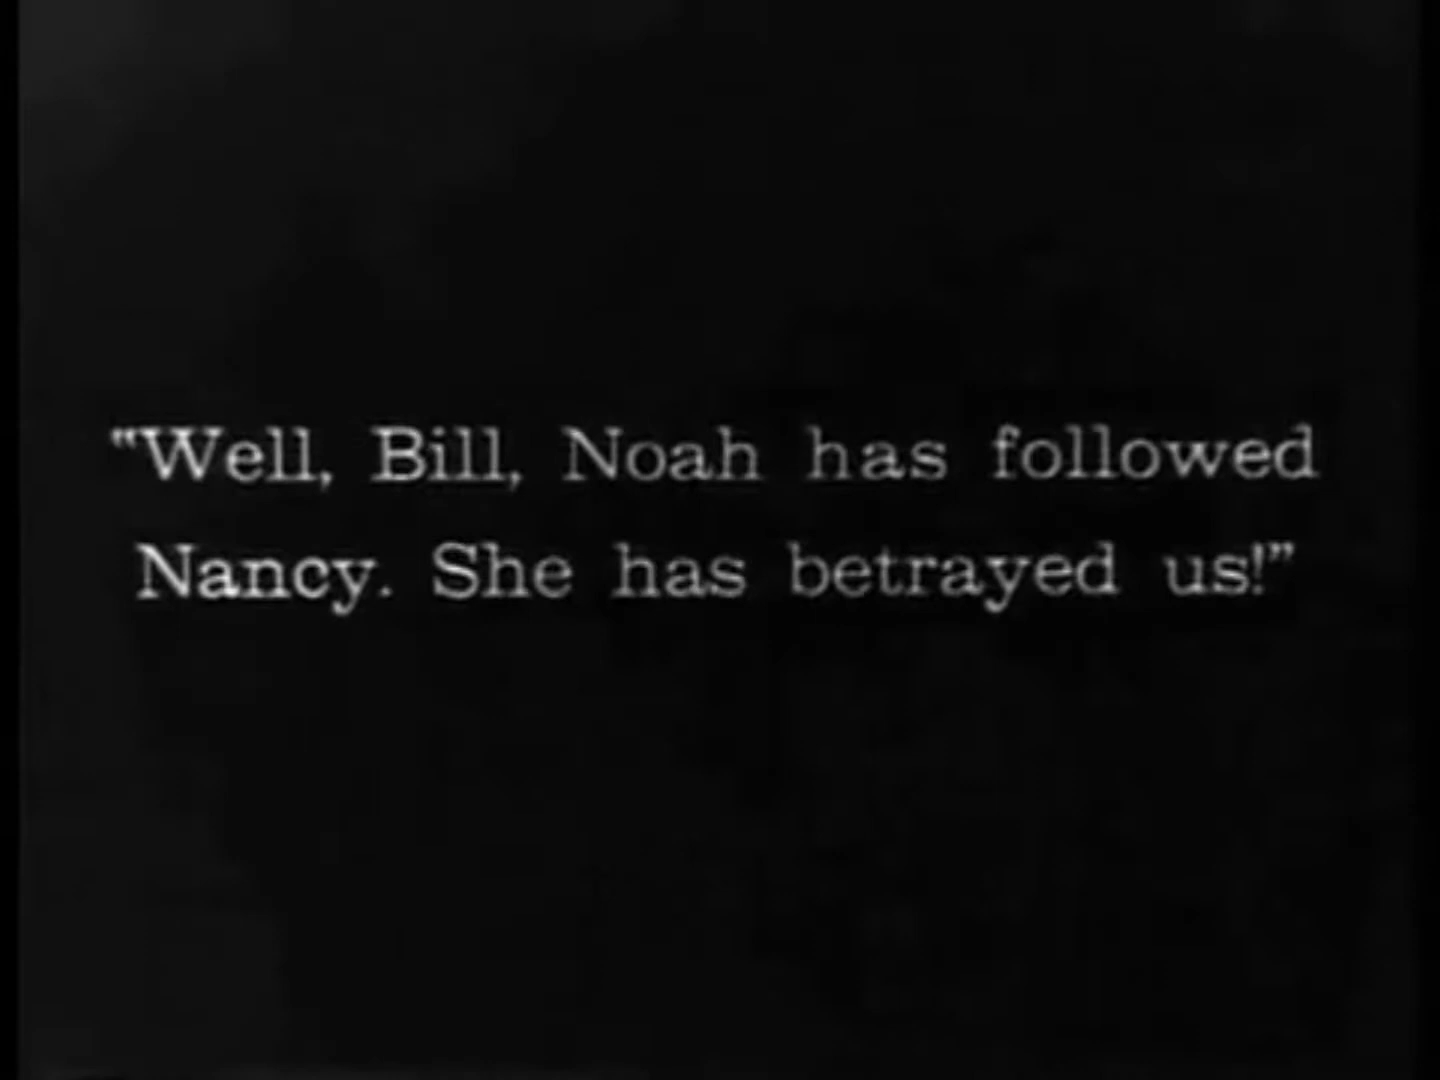 “Well, Bill, Noah has followed
Nancy. She has betrayed us!”